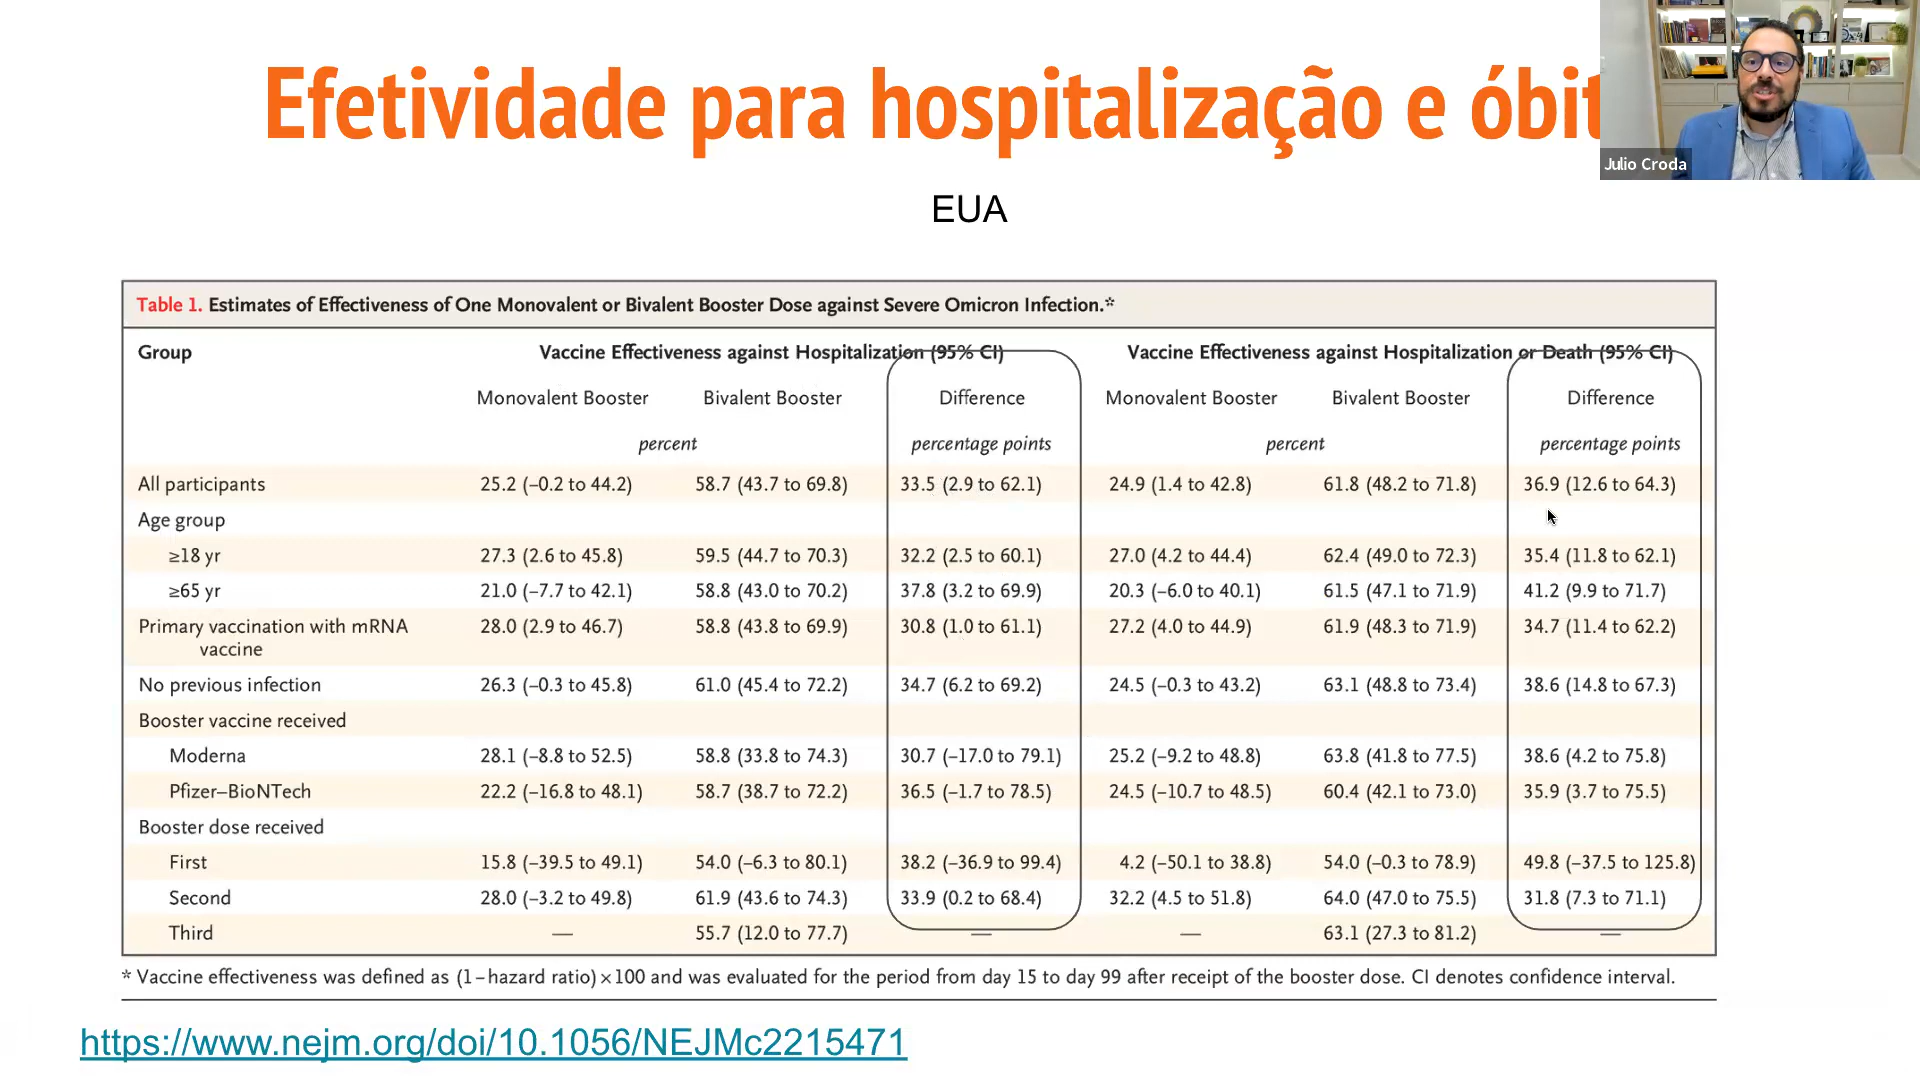 Efetividade para hospitalização e óbit
Julio Croda
EUA
Table 1. Estimates of Effectiveness of One Monovalent or Bivalent Booster Dose against Severe Omicron Infection.*
Group Vaccine Effectiveness against Hospitalization (95% CI) Vaccine Effectiveness against Hospitalization or Death (95% CI)
Monovalent Booster Bivalent Booster Difference Monovalent Booster Bivalent Booster Difference
percent percentage points percent percentage points
All participants 25.2 (–0.2 to 44.2) 58.7 (43.7 to 69.8) 33.5 (2.9 to 62.1) 24.9 (1.4 to 42.8) 61.8 (48.2 to 71.8) 36.9 (12.6 to 64.3)
Age group
≥18 yr 27.3 (2.6 to 45.8) 59.5 (44.7 to 70.3) 32.2 (2.5 to 60.1) 27.0 (4.2 to 44.4) 62.4 (49.0 to 72.3) 35.4 (11.8 to 62.1)
≥65 yr 21.0 (–7.7 to 42.1) 58.8 (43.0 to 70.2) 37.8 (3.2 to 69.9) 20.3 (–6.0 to 40.1) 61.5 (47.1 to 71.9) 41.2 (9.9 to 71.7)
Primary vaccination with mRNA 28.0 (2.9 to 46.7) 58.8 (43.8 to 69.9) 30.8 (1.0 to 61.1) 27.2 (4.0 to 44.9) 61.9 (48.3 to 71.9) 34.7 (11.4 to 62.2)
vaccine
No previous infection 26.3 (–0.3 to 45.8) 61.0 (45.4 to 72.2) 34.7 (6.2 to 69.2) 24.5 (–0.3 to 43.2) 63.1 (48.8 to 73.4) 38.6 (14.8 to 67.3)
Booster vaccine received
Moderna 28.1 (–8.8 to 52.5) 58.8 (33.8 to 74.3) 30.7 (–17.0 to 79.1) 25.2 (–9.2 to 48.8) 63.8 (41.8 to 77.5) 38.6 (4.2 to 75.8)
Pfizer–BioNTech 22.2 (–16.8 to 48.1) 58.7 (38.7 to 72.2) 36.5 (–1.7 to 78.5) 24.5 (–10.7 to 48.5) 60.4 (42.1 to 73.0) 35.9 (3.7 to 75.5)
Booster dose received
First 15.8 (–39.5 to 49.1) 54.0 (–6.3 to 80.1) 38.2 (–36.9 to 99.4) 4.2 (–50.1 to 38.8) 54.0 (–0.3 to 78.9) 49.8 (–37.5 to 125.8)
Second 28.0 (–3.2 to 49.8) 61.9 (43.6 to 74.3) 33.9 (0.2 to 68.4) 32.2 (4.5 to 51.8) 64.0 (47.0 to 75.5) 31.8 (7.3 to 71.1)
Third — 55.7 (12.0 to 77.7) — — 63.1 (27.3 to 81.2) —
* Vaccine effectiveness was defined as (1–hazard ratio)×100 and was evaluated for the period from day 15 to day 99 after receipt of the booster dose. CI denotes confidence interval.
https://www.nejm.org/doi/10.1056/NEJMc2215471